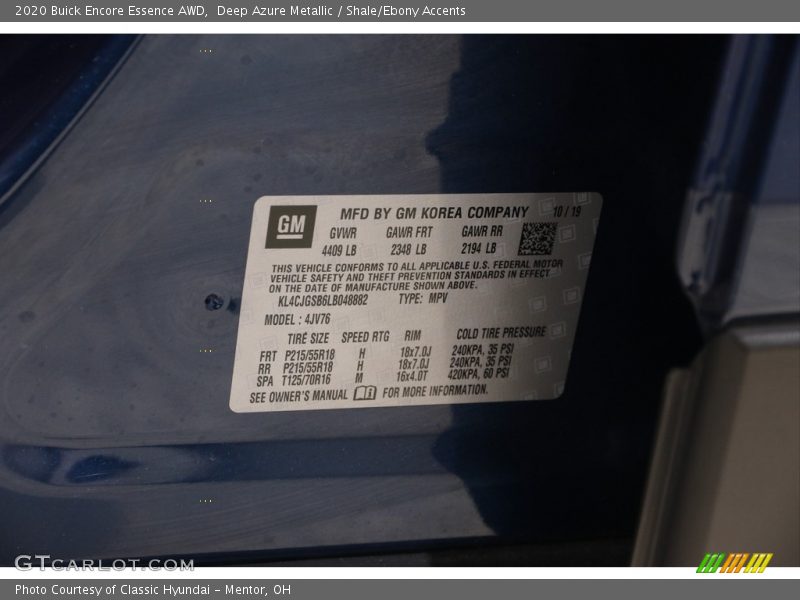 2020 Buick Encore Essence AWD, Deep Azure Metallic / Shale/Ebony Accents
GM
MFD BY GM KOREA COMPANY 10 / 19
GVWR GAWR FRT GAWR RR
4409 LB 2348 LB 2194 LB
THIS VEHICLE CONFORMS TO ALL APPLICABLE U.S. FEDERAL MOTOR
VEHICLE SAFETY AND THEFT PREVENTION STANDARDS IN EFFECT
ON THE DATE OF MANUFACTURE SHOWN ABOVE.
KL4CJGSB6LB048882 TYPE: MPV
MODEL : 4JV76
TIRE SIZE SPEED RTG RIM COLD TIRE PRESSURE
FRT P215/55R18 H 18x7.0J 240KPA, 35 PSI
RR P215/55R18 H 18x7.0J 240KPA, 35 PSI
SPA T125/70R16 M 16x4.0T 420KPA, 60 PSI
SEE OWNER'S MANUAL FOR MORE INFORMATION.
GTCARLOT.COM
Photo Courtesy of Classic Hyundai - Mentor, OH